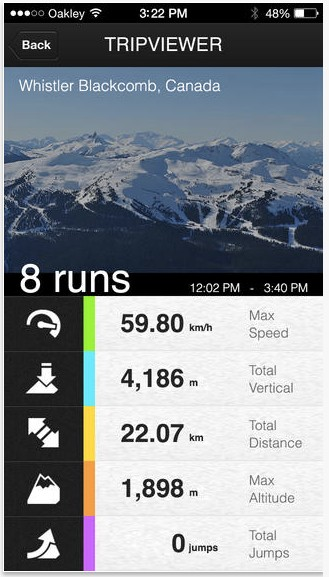 Oakley 3:22 PM 48%
Back TRIPVIEWER
Whistler Blackcomb, Canada
8 runs 12:02 PM - 3:40 PM
59.80 km/h Max
Speed
4,186 m Total
Vertical
22.07 km Total
Distance
1,898 m Max
Altitude
0 jumps Total
Jumps